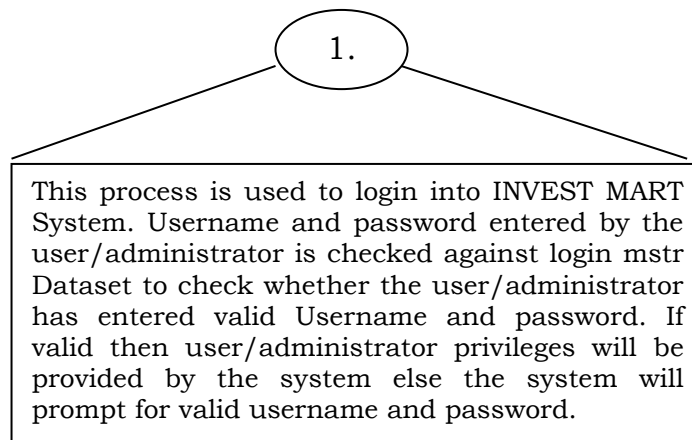 1.
This process is used to login into INVEST MART
System. Username and password entered by the
user/administrator is checked against login mstr
Dataset to check whether the user/administrator
has entered valid Username and password. If
valid then user/administrator privileges will be
provided by the system else the system will
prompt for valid username and password.